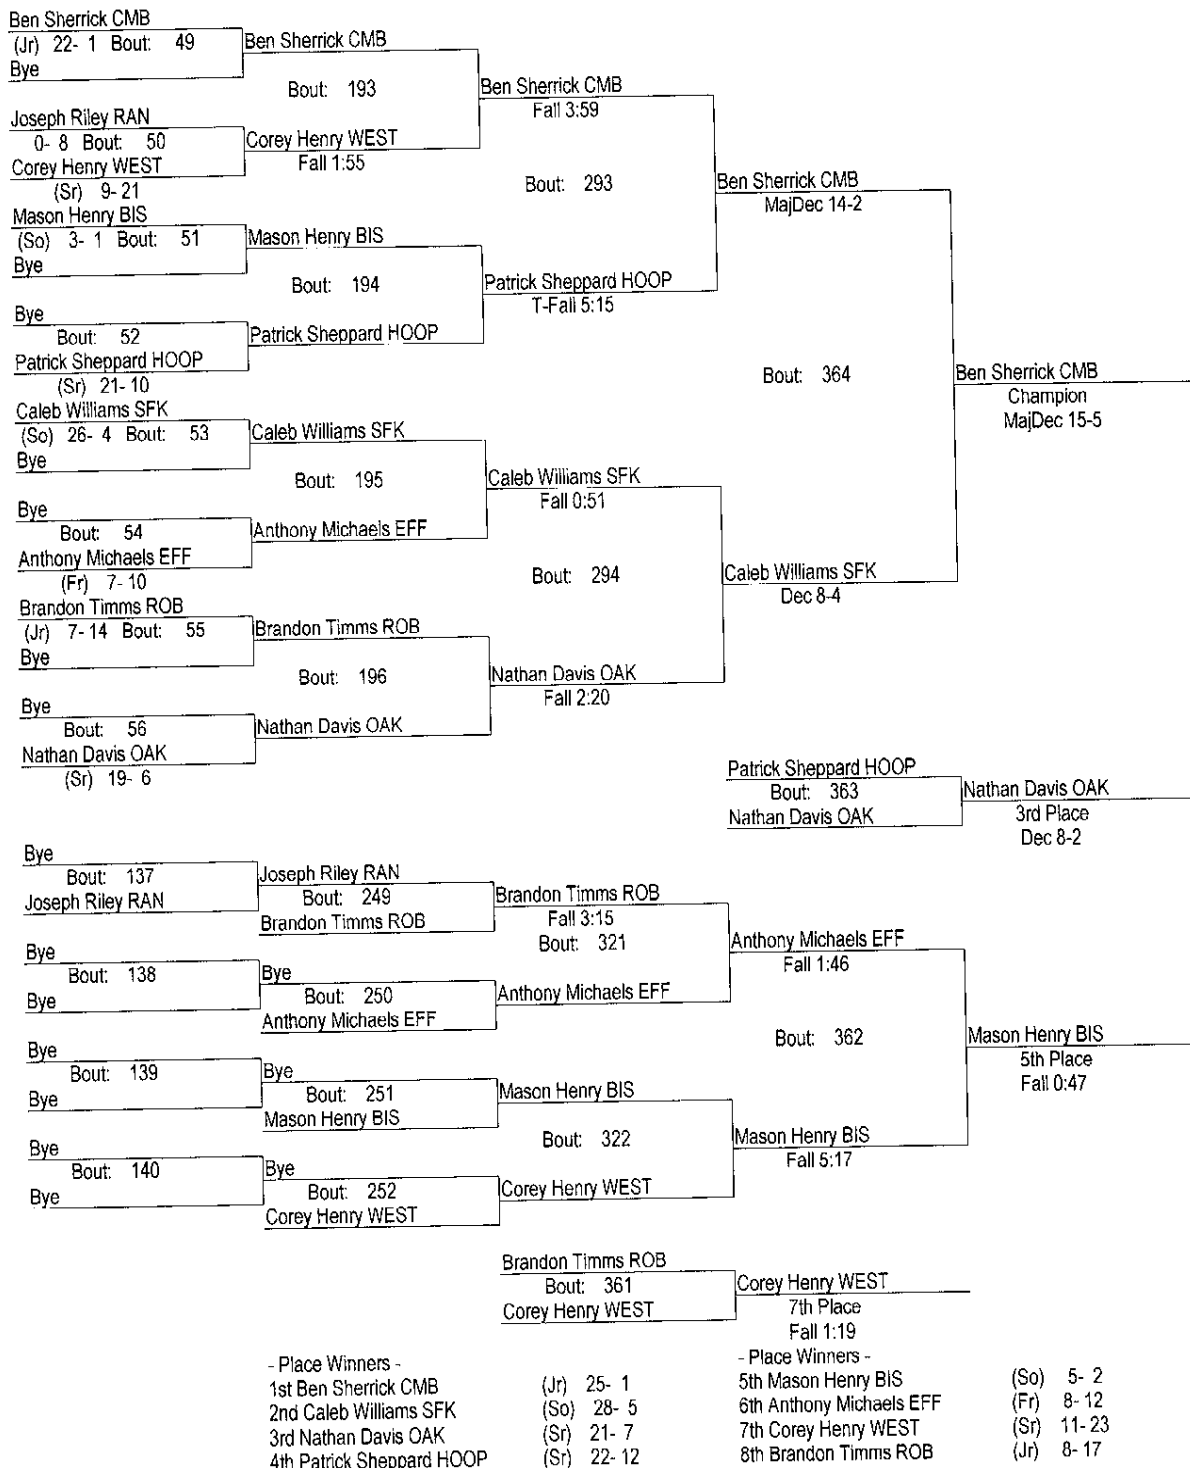 Ben Sherrick CMB
(Jr) 22- 1 Bout: 49
Bye
Ben Sherrick CMB
Bout: 193
Joseph Riley RAN
0- 8 Bout: 50
Corey Henry WEST
(Sr) 9- 21
Corey Henry WEST
Fall 1:55
Ben Sherrick CMB
Fall 3:59
Bout: 293
Mason Henry BIS
(So) 3- 1 Bout: 51
Bye
Mason Henry BIS
Bout: 194
Bye
Bout: 52
Patrick Sheppard HOOP
(Sr) 21- 10
Patrick Sheppard HOOP
Patrick Sheppard HOOP
T-Fall 5:15
Ben Sherrick CMB
MajDec 14-2
Bout: 364
Caleb Williams SFK
(So) 26- 4 Bout: 53
Bye
Caleb Williams SFK
Bout: 195
Bye
Bout: 54
Anthony Michaels EFF
(Fr) 7- 10
Anthony Michaels EFF
Caleb Williams SFK
Fall 0:51
Bout: 294
Brandon Timms ROB
(Jr) 7- 14 Bout: 55
Bye
Brandon Timms ROB
Bout: 196
Bye
Bout: 56
Nathan Davis OAK
(Sr) 19- 6
Nathan Davis OAK
Nathan Davis OAK
Fall 2:20
Caleb Williams SFK
Dec 8-4
Ben Sherrick CMB
Champion
MajDec 15-5
Patrick Sheppard HOOP
Bout: 363
Nathan Davis OAK
Nathan Davis OAK
3rd Place
Dec 8-2
Bye
Bout: 137
Joseph Riley RAN
Joseph Riley RAN
Bout: 249
Brandon Timms ROB
Brandon Timms ROB
Fall 3:15
Bout: 321
Bye
Bout: 138
Bye
Bye
Bout: 250
Anthony Michaels EFF
Anthony Michaels EFF
Anthony Michaels EFF
Fall 1:46
Bout: 362
Bye
Bout: 139
Bye
Bye
Bout: 251
Mason Henry BIS
Mason Henry BIS
Bout: 322
Bye
Bout: 140
Bye
Bye
Bout: 252
Corey Henry WEST
Corey Henry WEST
Mason Henry BIS
Fall 5:17
Mason Henry BIS
5th Place
Fall 0:47
Brandon Timms ROB
Bout: 361
Corey Henry WEST
Corey Henry WEST
7th Place
Fall 1:19
- Place Winners -
1st Ben Sherrick CMB (Jr) 25- 1
2nd Caleb Williams SFK (So) 28- 5
3rd Nathan Davis OAK (Sr) 21- 7
4th Patrick Sheppard HOOP (Sr) 22- 12
- Place Winners -
5th Mason Henry BIS (So) 5- 2
6th Anthony Michaels EFF (Fr) 8- 12
7th Corey Henry WEST (Sr) 11- 23
8th Brandon Timms ROB (Jr) 8- 17